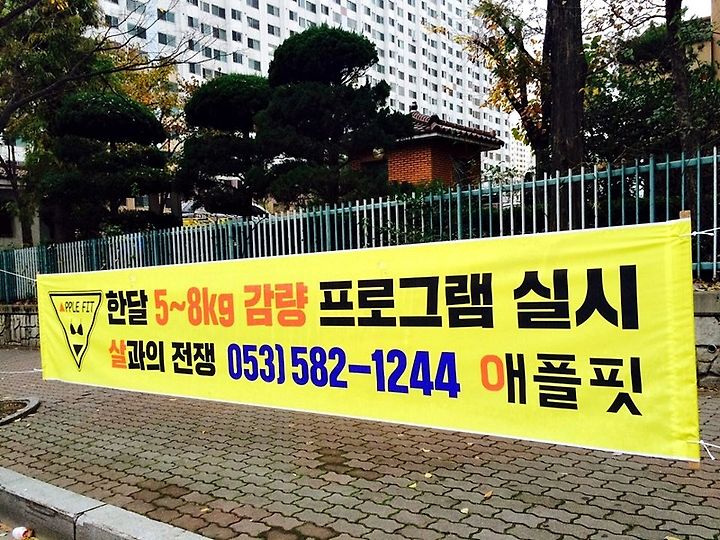 APPLE FIT
한달 5~8kg 감량 프로그램 실시
살과의 전쟁 053) 582-1244 애플핏